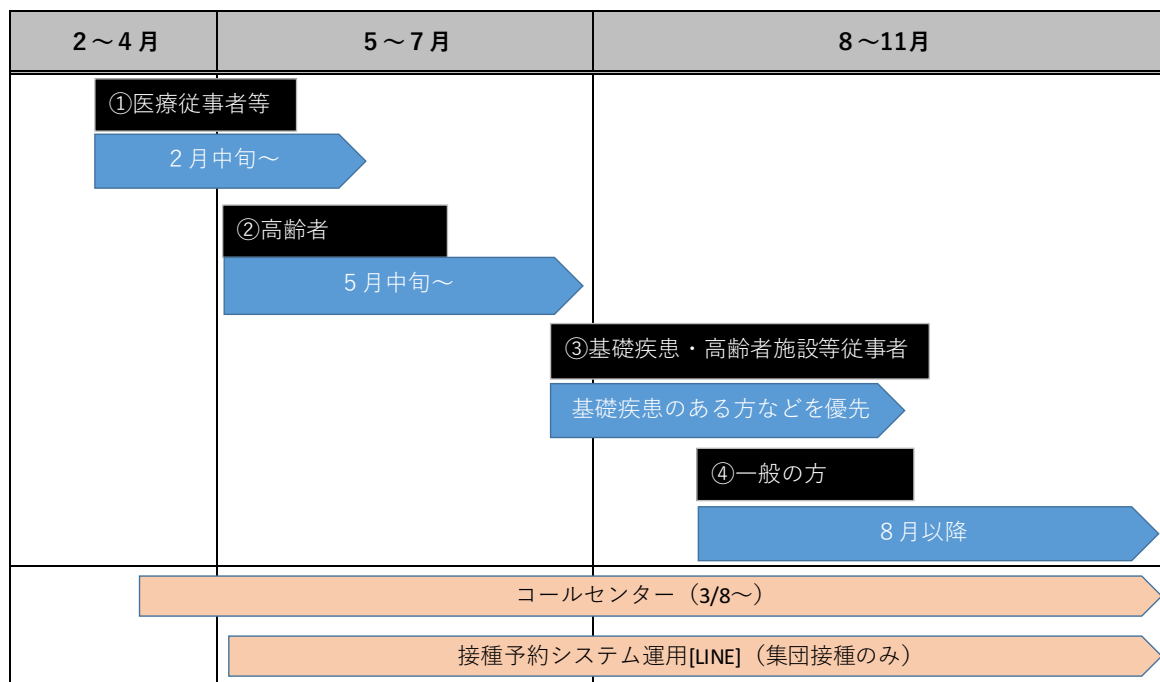 ２～４月
５～７月
８～11月
①医療従事者等
２月中旬～
②高齢者
５月中旬～
③基礎疾患・高齢者施設等従事者
基礎疾患のある方などを優先
④一般の方
８月以降
コールセンター（3/8～）
接種予約システム運用[LINE]（集団接種のみ）